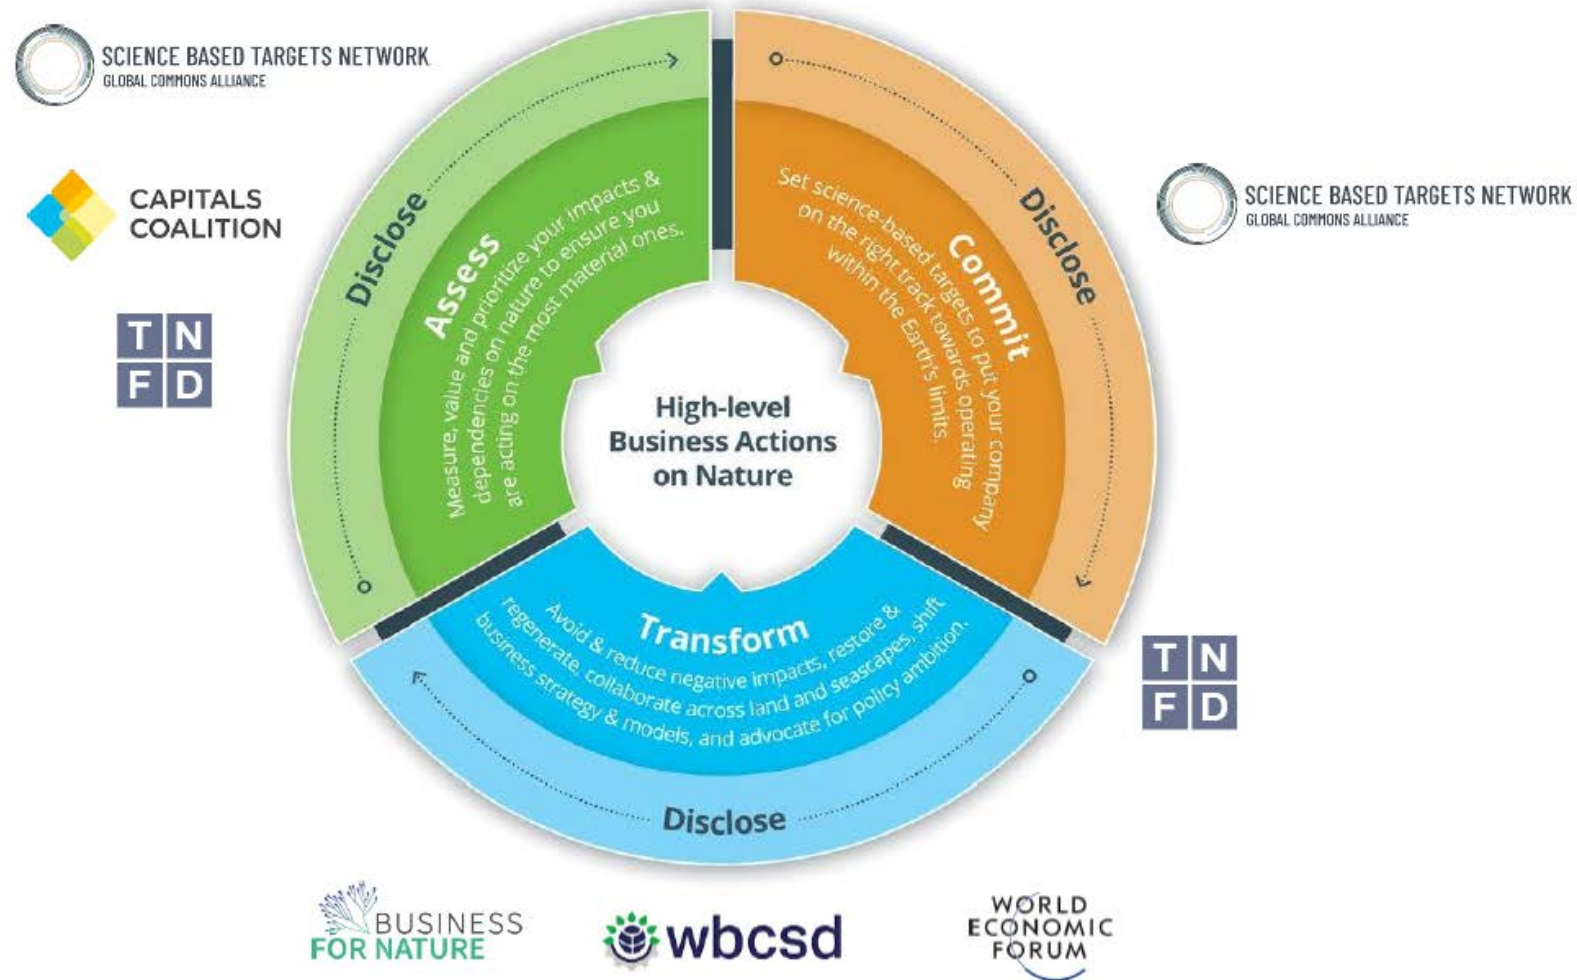 SCIENCE BASED TARGETS NETWORK
GLOBAL COMMONS ALLIANCE
CAPITALS
COALITION
T N
F D
Disclose
Assess
Measure, value and prioritize your impacts &
dependencies on nature to ensure you
are acting on the most material ones.
Disclose
Commit
Set science-based targets to put your company
on the right track towards operating
within the Earth's limits.
SCIENCE BASED TARGETS NETWORK
GLOBAL COMMONS ALLIANCE
High-level
Business Actions
on Nature
Transform
Avoid & reduce negative impacts, restore &
regenerate, collaborate across land and seascapes, shift
business strategy & models, and advocate for policy ambition.
Disclose
T N
F D
BUSINESS
FOR NATURE
wbcsd
WORLD
ECONOMIC
FORUM